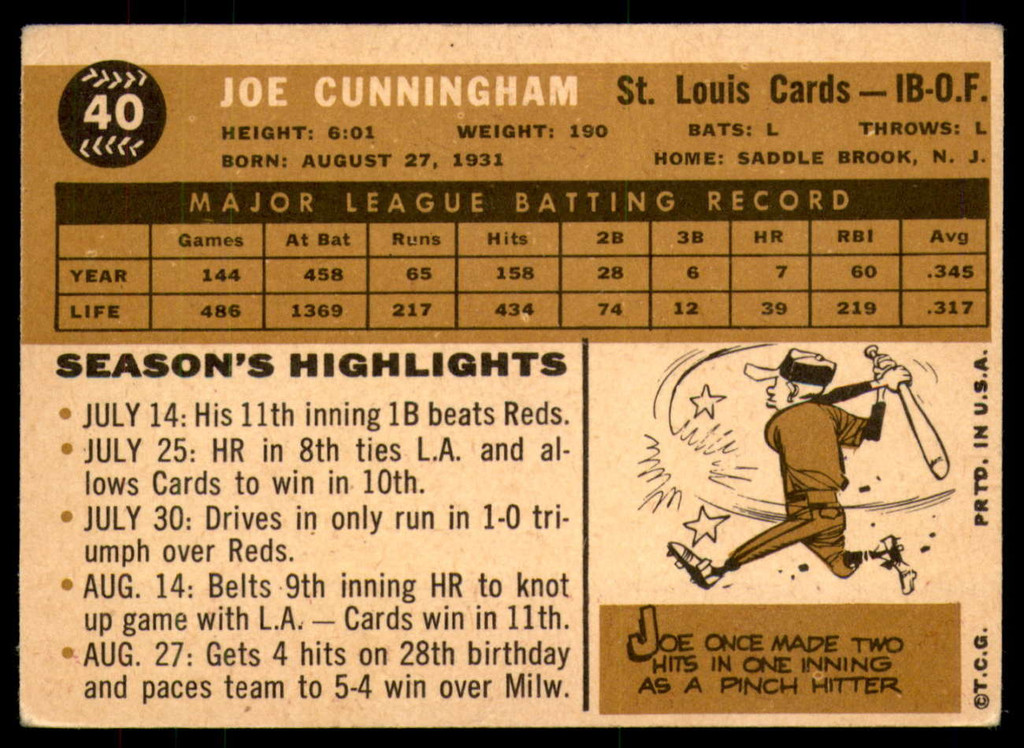 40
JOE CUNNINGHAM
St. Louis Cards — IB-O.F.
HEIGHT: 6:01 WEIGHT: 190 BATS: L THROWS: L
BORN: AUGUST 27, 1931 HOME: SADDLE BROOK, N. J.
MAJOR LEAGUE BATTING RECORD
Games At Bat Runs Hits 2B 3B HR RBI Avg
YEAR 144 458 65 158 28 6 7 60 .345
LIFE 486 1369 217 434 74 12 39 219 .317
SEASON'S HIGHLIGHTS
• JULY 14: His 11th inning 1B beats Reds.
• JULY 25: HR in 8th ties L.A. and al-
lows Cards to win in 10th.
• JULY 30: Drives in only run in 1-0 tri-
umph over Reds.
• AUG. 14: Belts 9th inning HR to knot
up game with L.A. — Cards win in 11th.
• AUG. 27: Gets 4 hits on 28th birthday
and paces team to 5-4 win over Milw.
JOE ONCE MADE TWO
HITS IN ONE INNING
AS A PINCH HITTER
©T.C.G. PRTD. IN U.S.A.